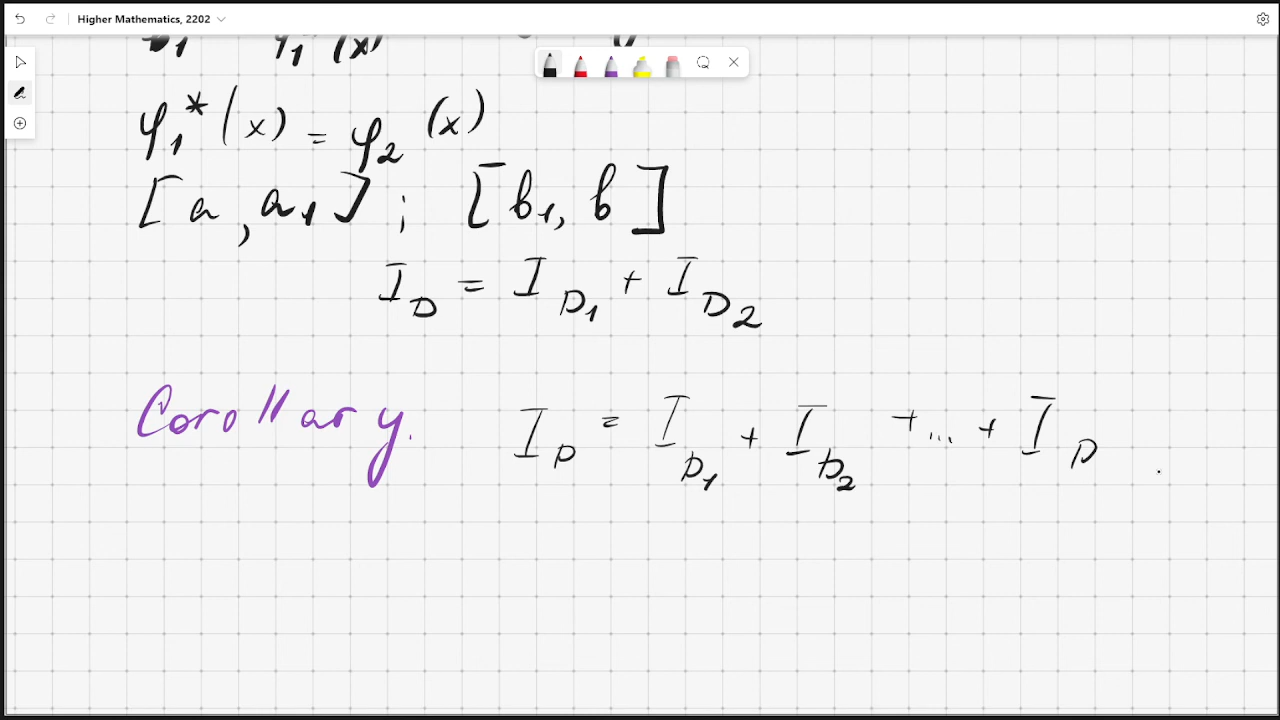 Higher Mathematics, 2202
φ₁*(x) = φ₂(x)
[a, a₁]; [b₁, b]
I_D = I_D₁ + I_D₂
Corollary. I_D = I_D₁ + I_D₂ + ... + I_D